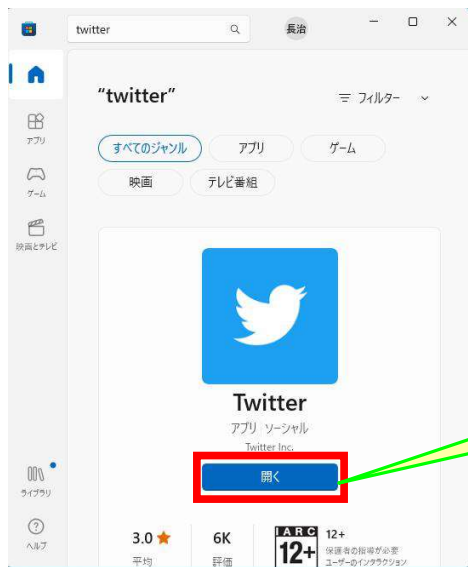 twitter
長治
"twitter"
フィルター
アプリ
ゲーム
映画とテレビ
ライブラリ
ヘルプ
すべてのジャンル
アプリ
ゲーム
映画
テレビ番組
Twitter
アプリ ソーシャル
Twitter Inc.
開く
3.0
平均
6K
評価
IARC
12+
12+
保護者の指導が必要
ユーザーのインタラクション